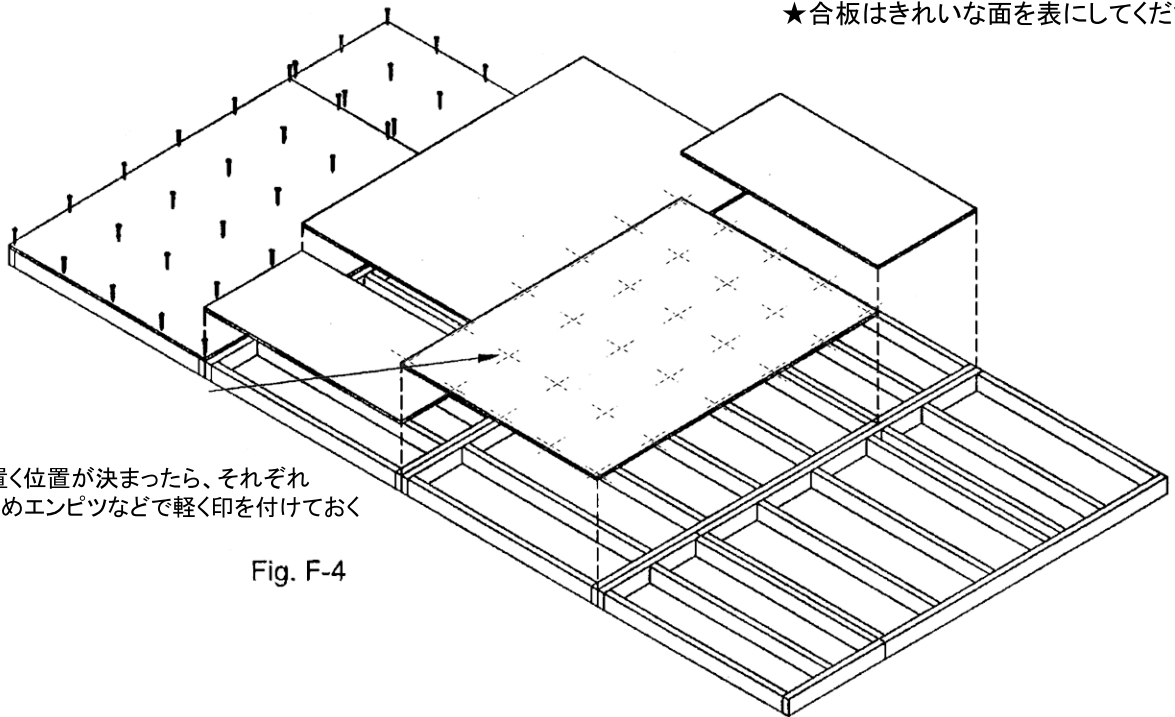 ★合板はきれいな面を表にしてくだ
置く位置が決まったら、それぞれ
めエンピツなどで軽く印を付けておく
Fig. F-4